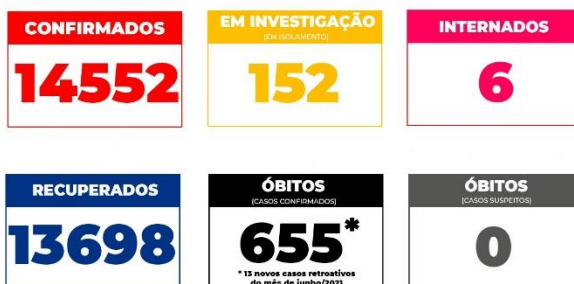 CONFIRMADOS
14552
EM INVESTIGAÇÃO
(EM ISOLAMENTO)
152
INTERNADOS
6
RECUPERADOS
13698
ÓBITOS
(CASOS CONFIRMADOS)
655*
* 13 novos casos retroativos
do mês de junho/2021
ÓBITOS
(CASOS SUSPEITOS)
0